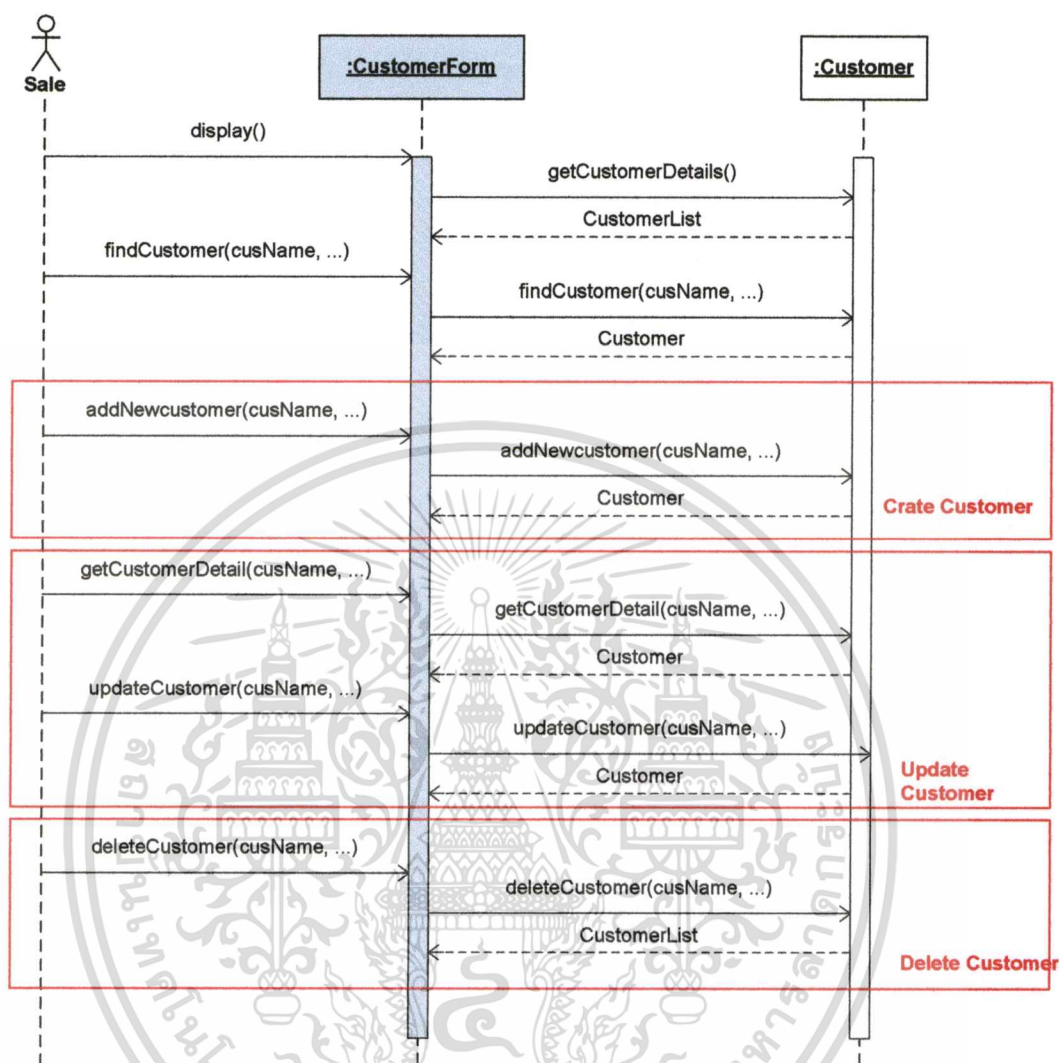 Sale
:CustomerForm
:Customer
display()
getCustomerDetails()
CustomerList
findCustomer(cusName, ...)
findCustomer(cusName, ...)
Customer
addNewcustomer(cusName, ...)
addNewcustomer(cusName, ...)
Customer
Crate Customer
getCustomerDetail(cusName, ...)
getCustomerDetail(cusName, ...)
Customer
updateCustomer(cusName, ...)
updateCustomer(cusName, ...)
Customer
Update
Customer
deleteCustomer(cusName, ...)
deleteCustomer(cusName, ...)
CustomerList
Delete Customer